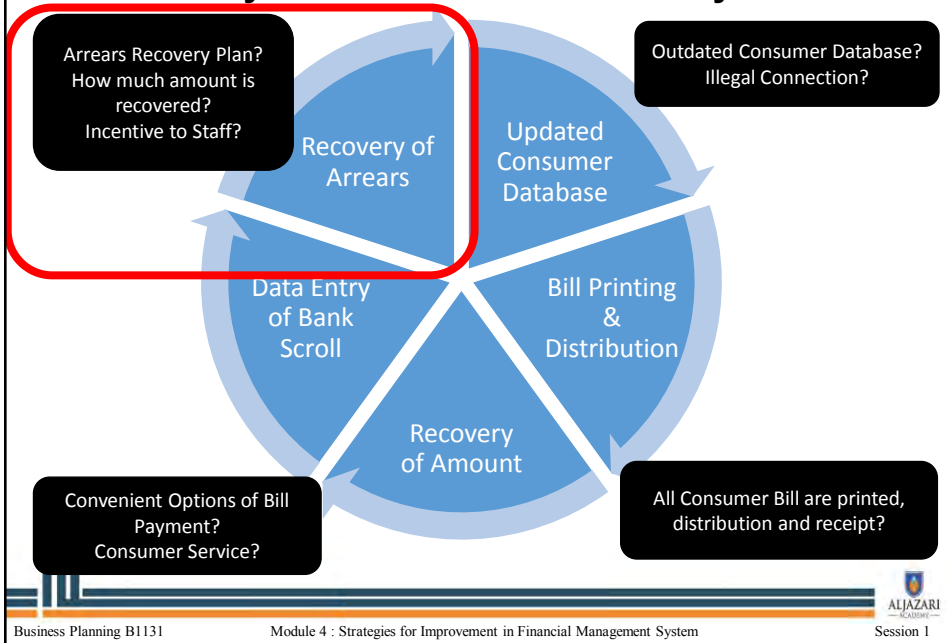 Arrears Recovery Plan?
How much amount is
recovered?
Incentive to Staff?
Outdated Consumer Database?
Illegal Connection?
Recovery of
Arrears
Updated
Consumer
Database
Data Entry
of Bank
Scroll
Bill Printing
&
Distribution
Recovery
of Amount
Convenient Options of Bill
Payment?
Consumer Service?
All Consumer Bill are printed,
distribution and receipt?
ALJAZARI
ACADEMY
Business Planning B1131
Module 4 : Strategies for Improvement in Financial Management System
Session 1